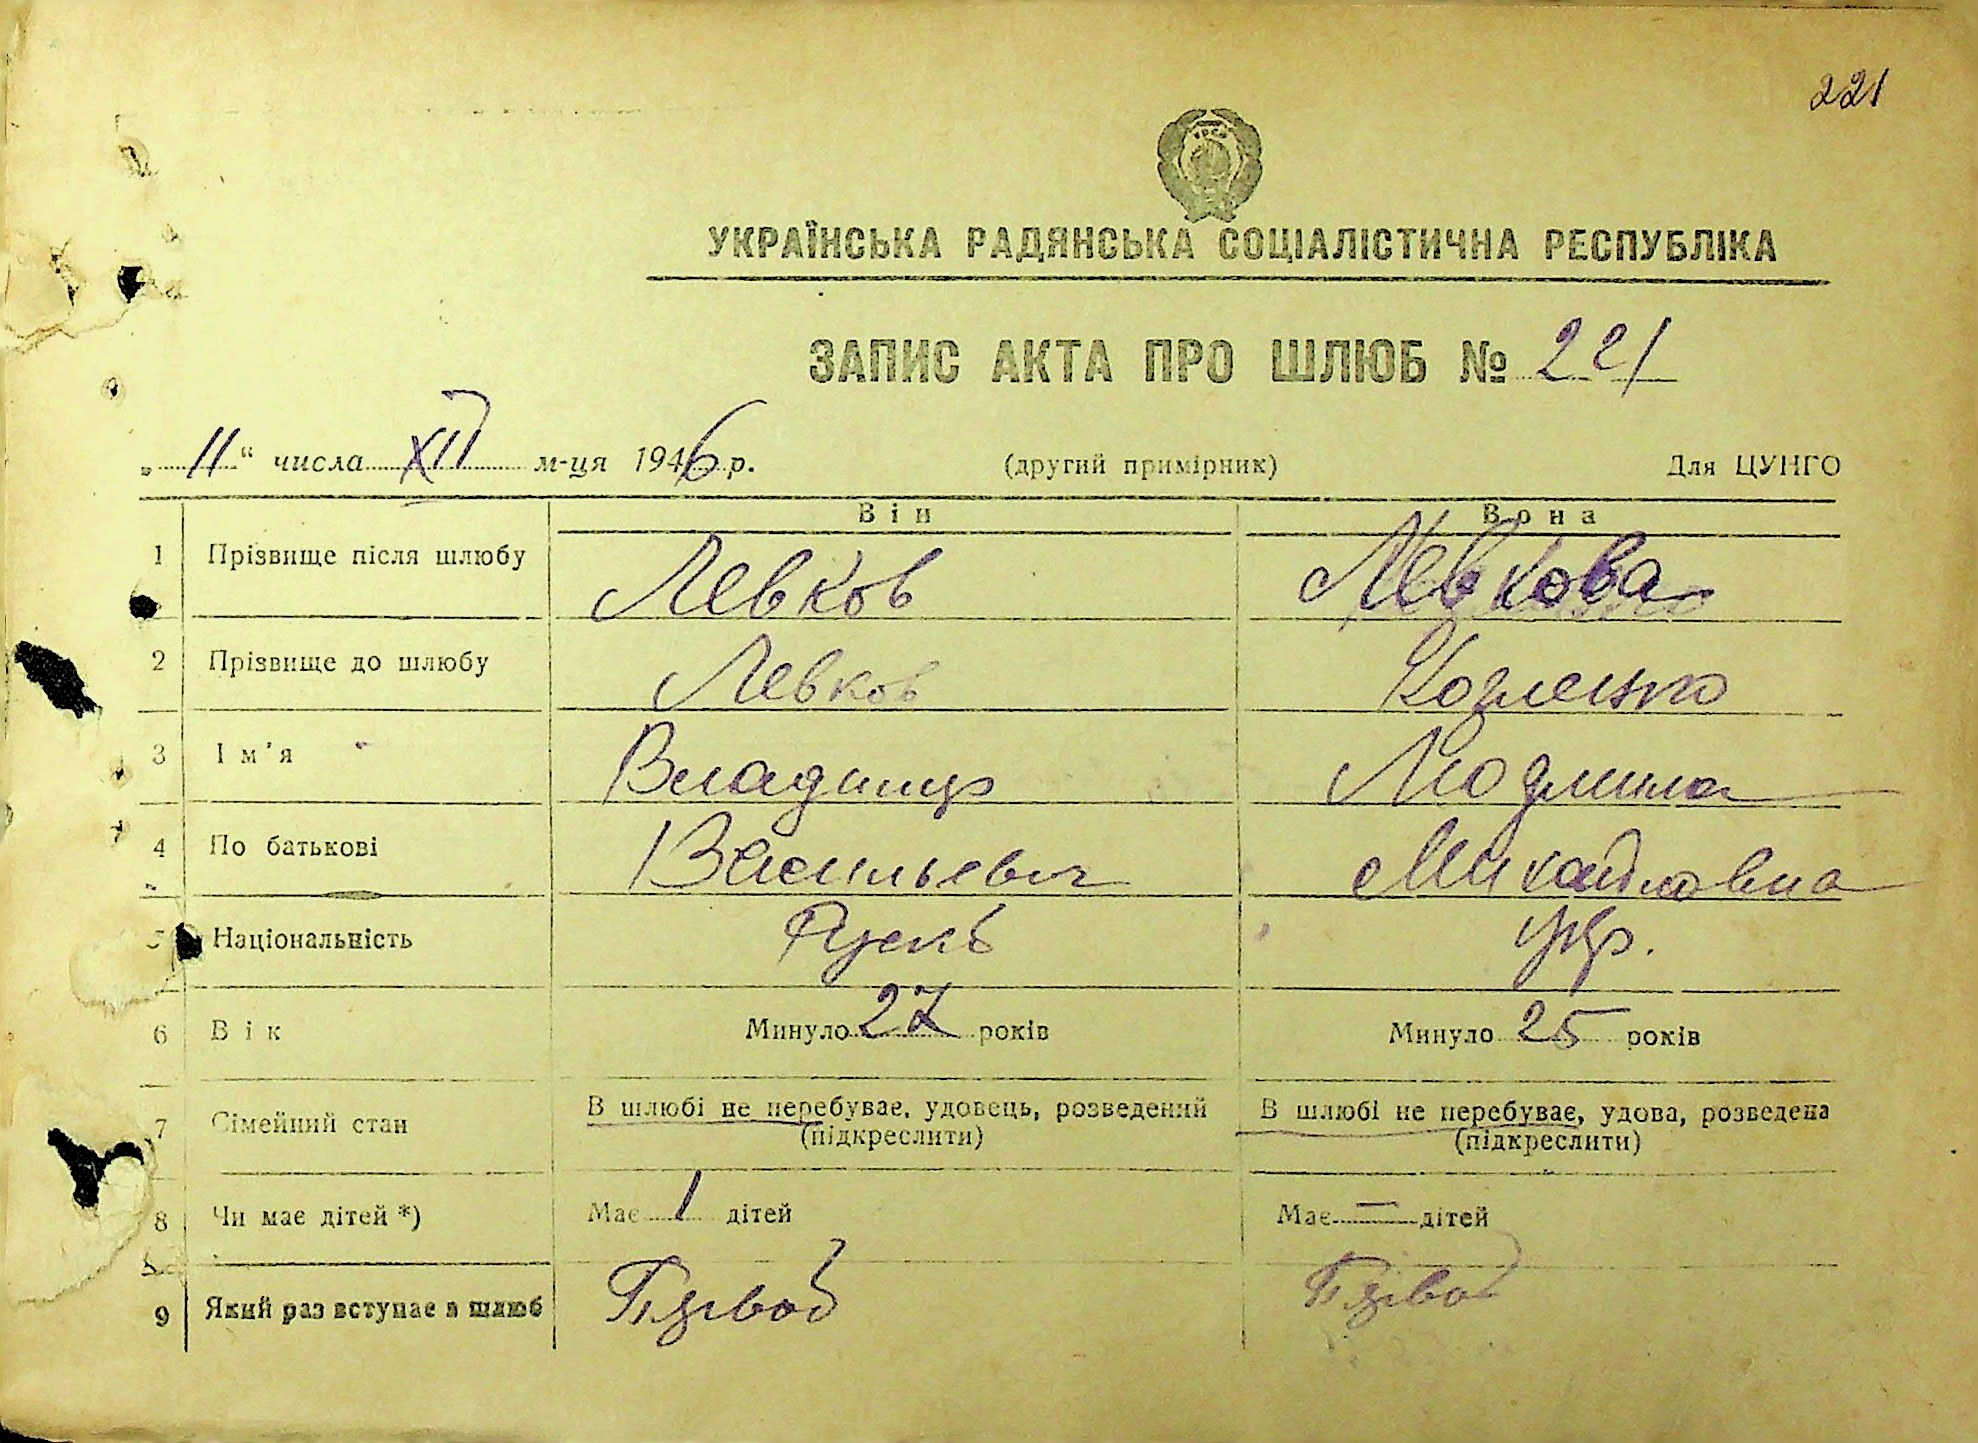 221
УКРАЇНСЬКА РАДЯНСЬКА СОЦІАЛІСТИЧНА РЕСПУБЛІКА
ЗАПИС АКТА ПРО ШЛЮБ № 221
„11“ числа XII м-ця 1946 р. (другий примірник) Для ЦУНГО
Він Вона
1 Прізвище після шлюбу Левков Левкова
2 Прізвище до шлюбу Левков
3 Ім'я Владимир Людмила
4 По батькові Васильевич Михайловна
5 Національність Русск Укр.
6 Вік Минуло 27 років Минуло 25 років
7 Сімейний стан В шлюбі не перебуває, удовець, розведений В шлюбі не перебуває, удова, розведена
(підкреслити) (підкреслити)
8 Чи має дітей *) Має 1 дітей Має — дітей
9 Який раз вступає в шлюб Первой Первой